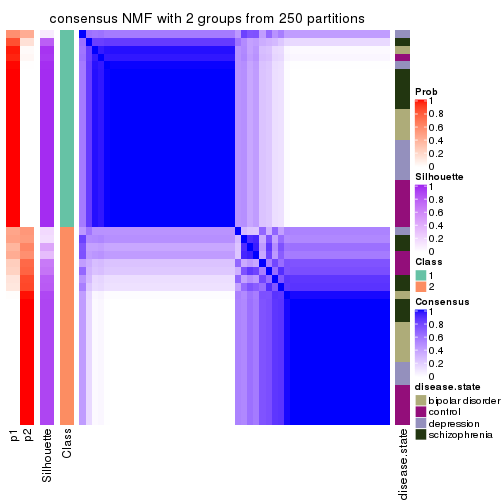 consensus NMF with 2 groups from 250 partitions
Prob
1
0.8
0.6
0.4
0.2
0
Silhouette
1
0.8
0.6
0.4
0.2
0
Class
1
2
Consensus
1
0.8
0.6
0.4
0.2
0
disease.state
bipolar disorder
control
depression
schizophrenia
p1
p2
Silhouette
Class
disease.state